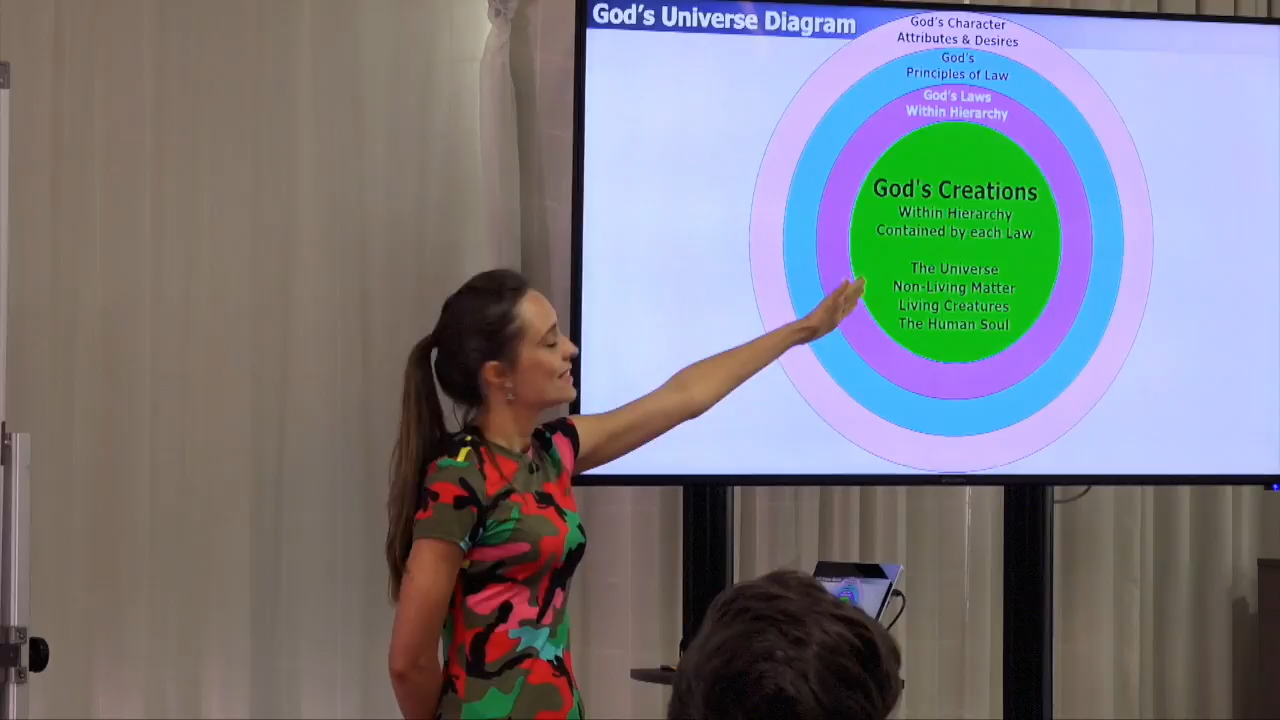 God's Universe Diagram
God's Character
Attributes & Desires
God's
Principles of Law
God's Laws
Within Hierarchy
God's Creations
Within Hierarchy
Contained by each Law
The Universe
Non-Living Matter
Living Creatures
The Human Soul